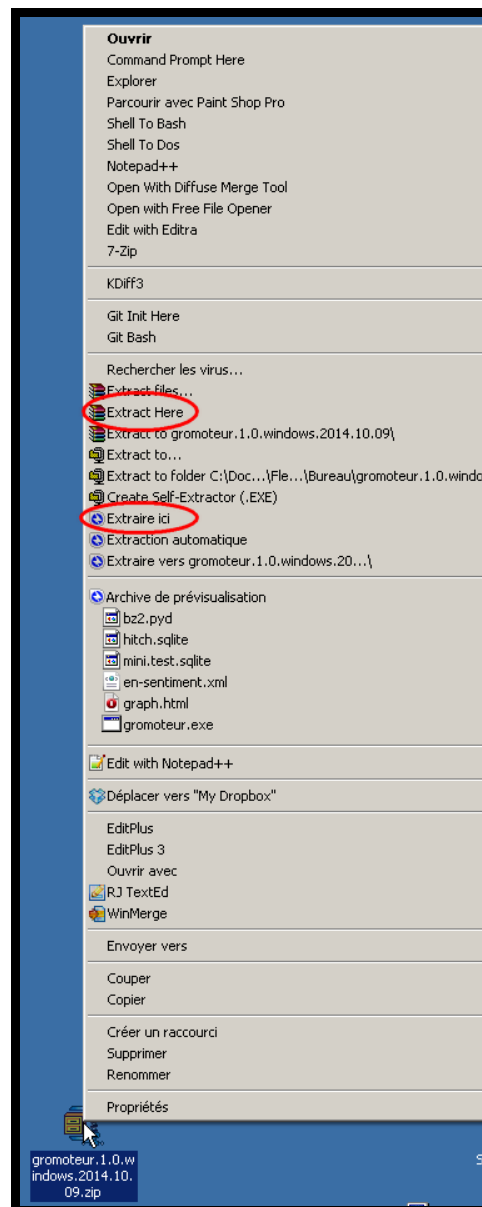 Ouvrir
Command Prompt Here
Explorer
Parcourir avec Paint Shop Pro
Shell To Bash
Shell To Dos
Notepad++
Open With Diffuse Merge Tool
Open with Free File Opener
Edit with Editra
7-Zip
KDiff3
Git Init Here
Git Bash
Rechercher les virus...
Extract files...
Extract Here
Extract to gromoteur.1.0.windows.2014.10.09\
Extract to...
Extract to folder C:\Doc...\Fle...\Bureau\gromoteur.1.0.windo
Create Self-Extractor (.EXE)
Extraire ici
Extraction automatique
Extraire vers gromoteur.1.0.windows.20...\
Archive de prévisualisation
bz2.pyd
hitch.sqlite
mini.test.sqlite
en-sentiment.xml
graph.html
gromoteur.exe
Edit with Notepad++
Déplacer vers "My Dropbox"
EditPlus
EditPlus 3
Ouvrir avec
RJ TextEd
WinMerge
Envoyer vers
Couper
Copier
Créer un raccourci
Supprimer
Renommer
Propriétés
gromoteur.1.0.w
indows.2014.10.
09.zip